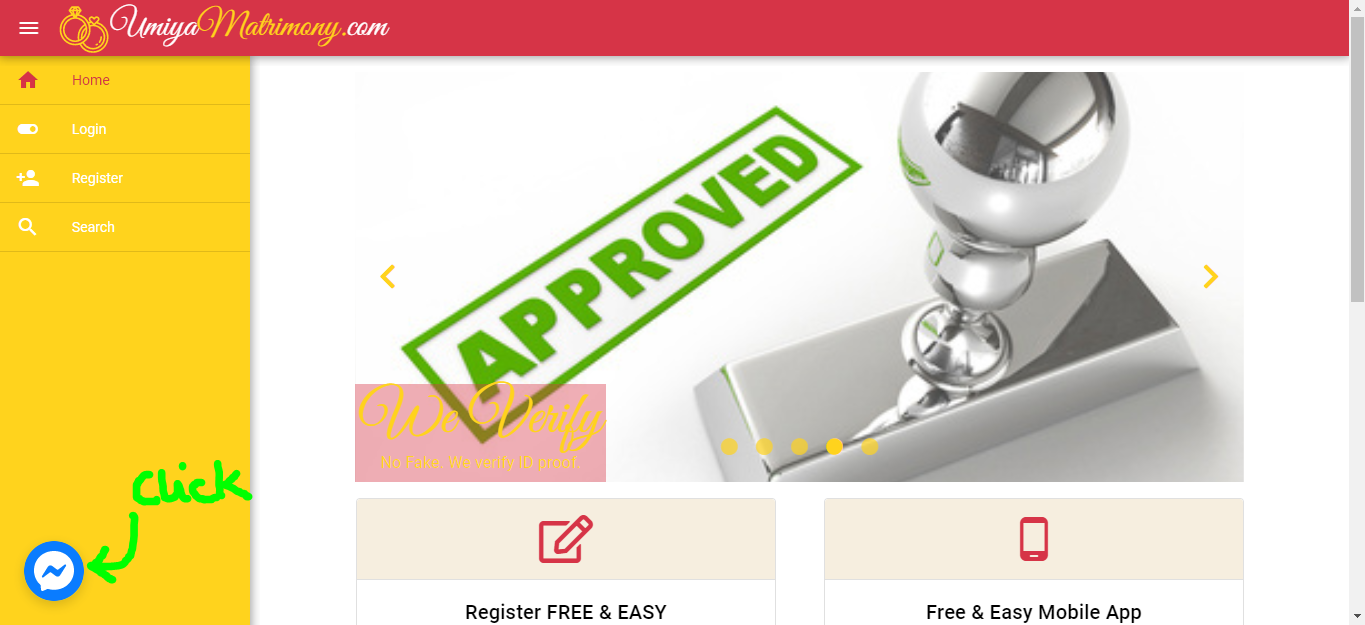 UmiyaMatrimony.com
Home
Login
Register
Search
APPROVED
We Verify
No Fake. We verify ID proof.
click
Register FREE & EASY
Free & Easy Mobile App